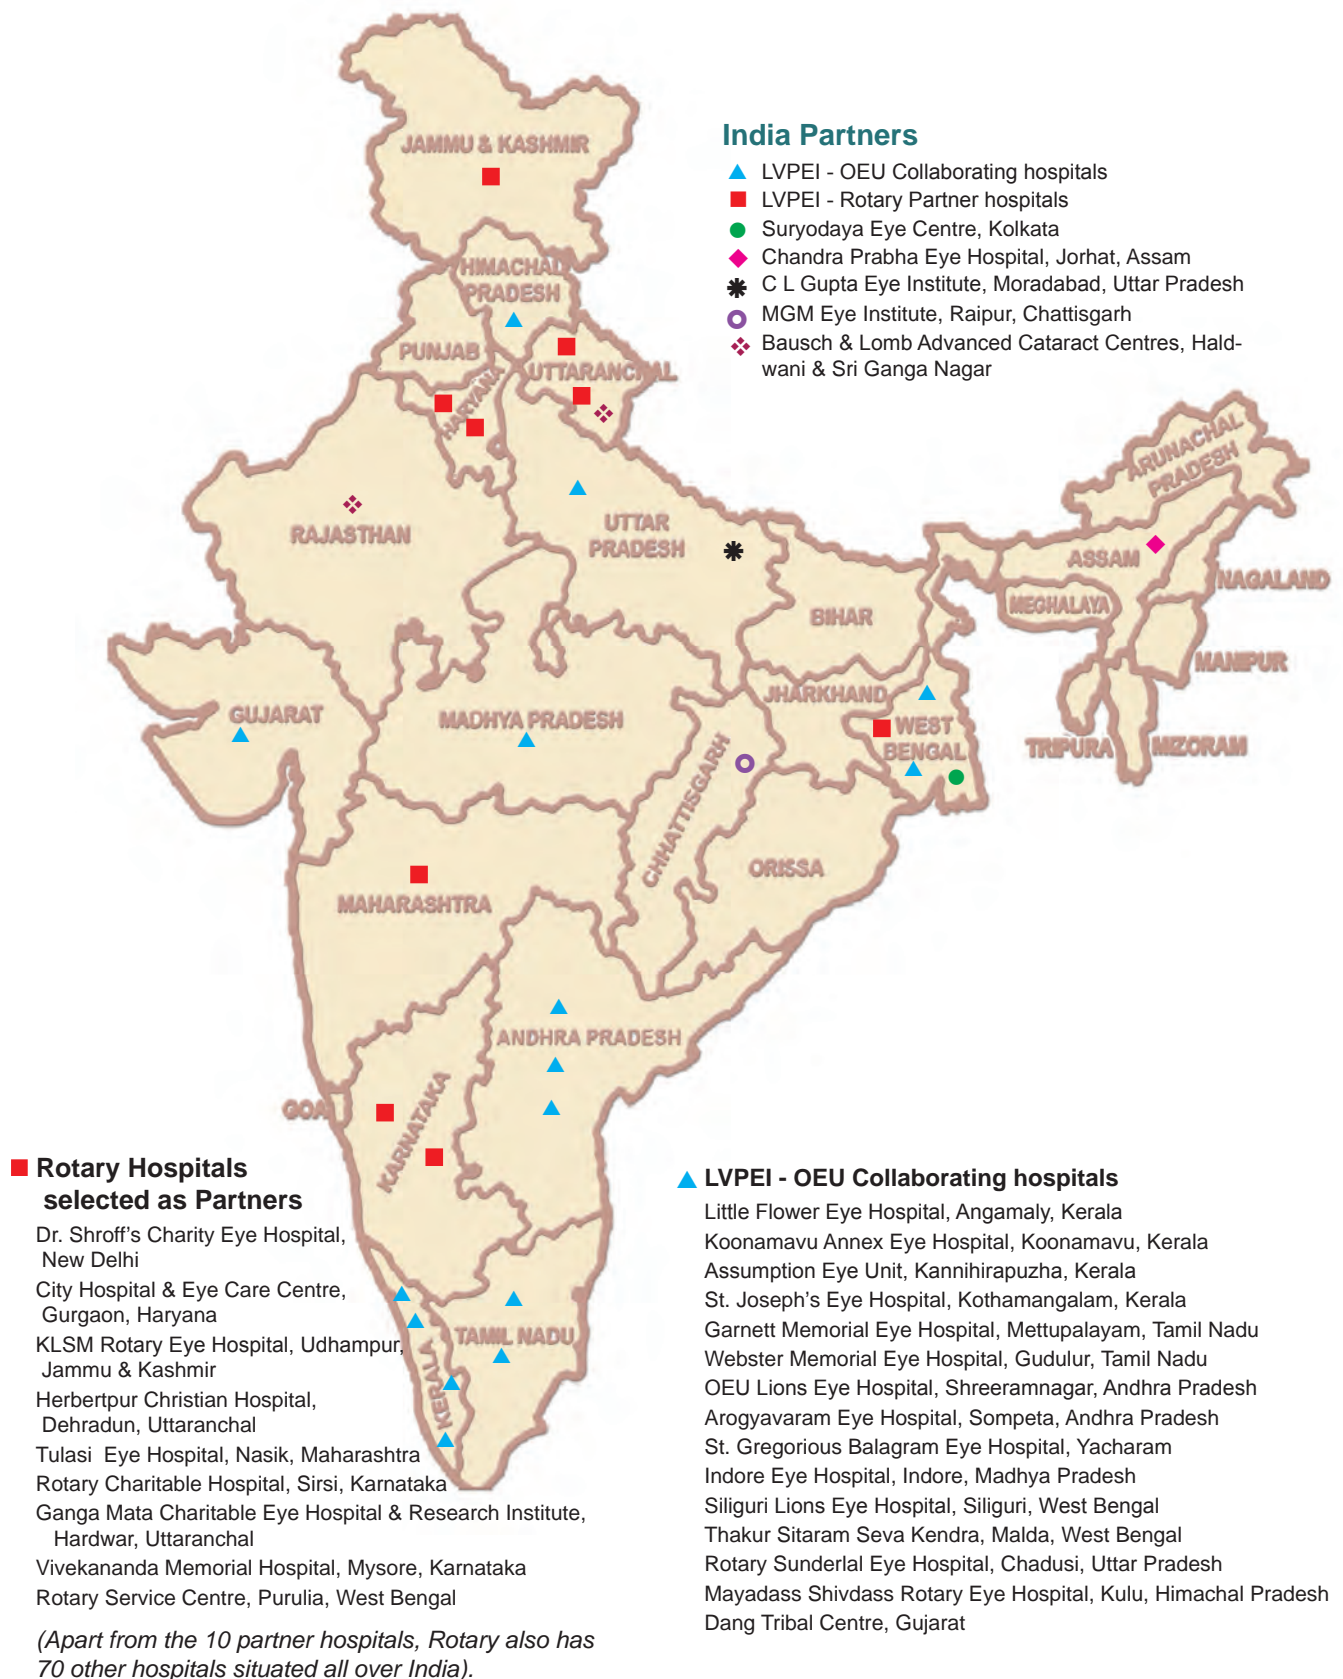 JAMMU & KASHMIR
HIMACHAL
PRADESH
PUNJAB
UTTARANCHAL
HARYANA
RAJASTHAN
UTTAR
PRADESH
BIHAR
ARUNACHAL
PRADESH
ASSAM
NAGALAND
MEGHALAYA
MANIPUR
TRIPURA
MIZORAM
GUJARAT
MADHYA PRADESH
JHARKHAND
WEST
BENGAL
CHHATTISGARH
ORISSA
MAHARASHTRA
ANDHRA PRADESH
GOA
KARNATAKA
KERALA
TAMIL NADU
India Partners
LVPEI - OEU Collaborating hospitals
LVPEI - Rotary Partner hospitals
Suryodaya Eye Centre, Kolkata
Chandra Prabha Eye Hospital, Jorhat, Assam
C L Gupta Eye Institute, Moradabad, Uttar Pradesh
MGM Eye Institute, Raipur, Chattisgarh
Bausch & Lomb Advanced Cataract Centres, Hald-
wani & Sri Ganga Nagar
Rotary Hospitals
selected as Partners
Dr. Shroff's Charity Eye Hospital,
New Delhi
City Hospital & Eye Care Centre,
Gurgaon, Haryana
KLSM Rotary Eye Hospital, Udhampur,
Jammu & Kashmir
Herbertpur Christian Hospital,
Dehradun, Uttaranchal
Tulasi Eye Hospital, Nasik, Maharashtra
Rotary Charitable Hospital, Sirsi, Karnataka
Ganga Mata Charitable Eye Hospital & Research Institute,
Hardwar, Uttaranchal
Vivekananda Memorial Hospital, Mysore, Karnataka
Rotary Service Centre, Purulia, West Bengal
(Apart from the 10 partner hospitals, Rotary also has
70 other hospitals situated all over India).
LVPEI - OEU Collaborating hospitals
Little Flower Eye Hospital, Angamaly, Kerala
Koonamavu Annex Eye Hospital, Koonamavu, Kerala
Assumption Eye Unit, Kannihirapuzha, Kerala
St. Joseph's Eye Hospital, Kothamangalam, Kerala
Garnett Memorial Eye Hospital, Mettupalayam, Tamil Nadu
Webster Memorial Eye Hospital, Gudulur, Tamil Nadu
OEU Lions Eye Hospital, Shreeramnagar, Andhra Pradesh
Arogyavaram Eye Hospital, Sompeta, Andhra Pradesh
St. Gregorious Balagram Eye Hospital, Yacharam
Indore Eye Hospital, Indore, Madhya Pradesh
Siliguri Lions Eye Hospital, Siliguri, West Bengal
Thakur Sitaram Seva Kendra, Malda, West Bengal
Rotary Sunderlal Eye Hospital, Chadusi, Uttar Pradesh
Mayadass Shivdass Rotary Eye Hospital, Kulu, Himachal Pradesh
Dang Tribal Centre, Gujarat